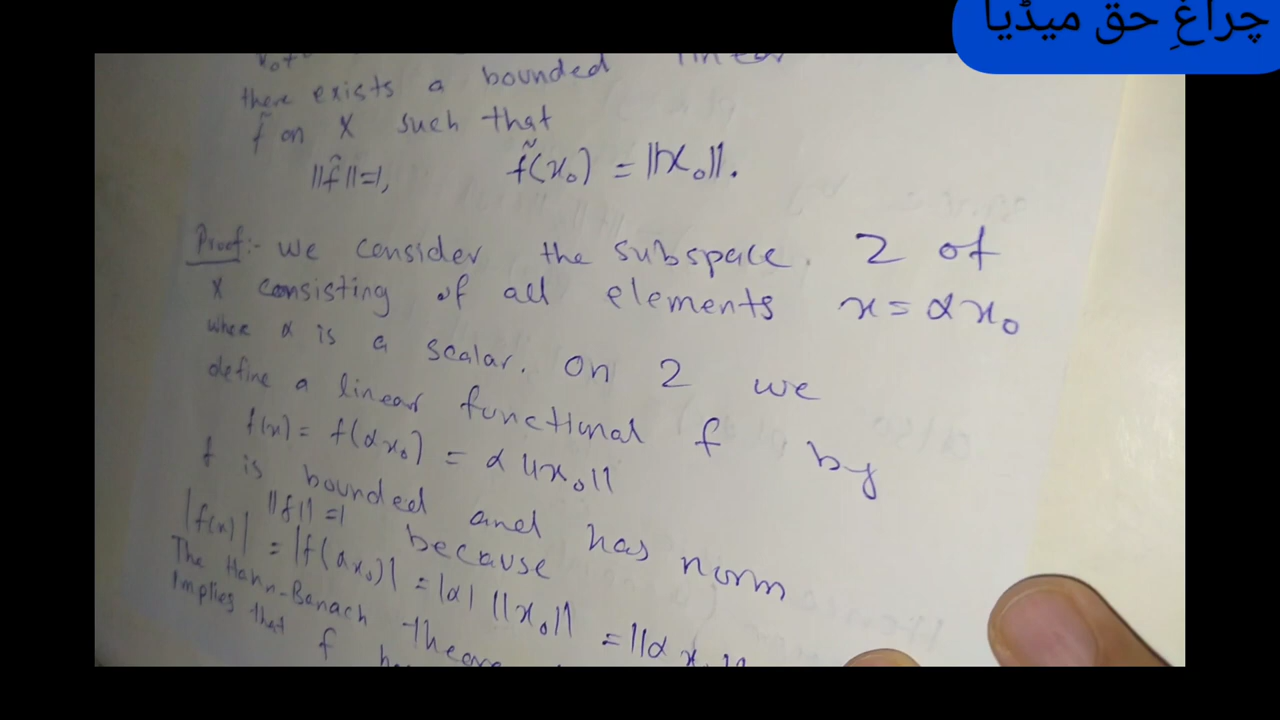 چراغِ حق میڈیا
there exists a bounded linear
f̃ on X such that
||f̃||=1, f̃(x₀) = ||x₀||.
Proof:- we consider the subspace. Z of
X consisting of all elements x = αx₀
where α is a scalar. On Z we
define a linear functional f by
f(x) = f(αx₀) = α ||x₀||
f is bounded and has norm
||f|| =1 because
|f(x)| = |f(αx₀)| = |α| ||x₀|| = ||α x₀||
The Hahn-Banach Theorem
implies that f